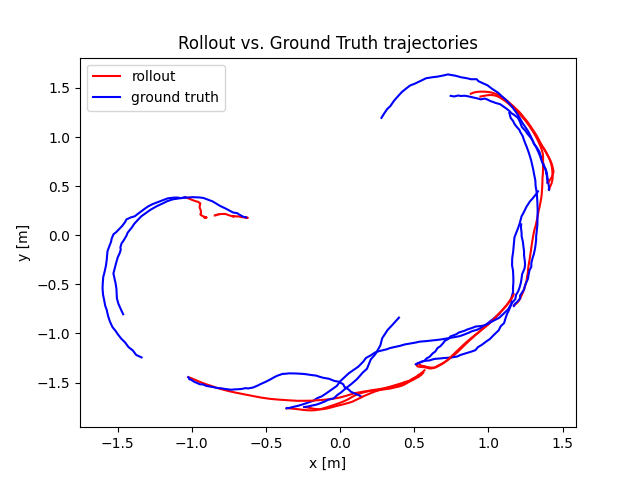 Rollout vs. Ground Truth trajectories
rollout
ground truth
1.5
1.0
0.5
0.0
−0.5
−1.0
−1.5
y [m]
−1.5 −1.0 −0.5 0.0 0.5 1.0 1.5
x [m]